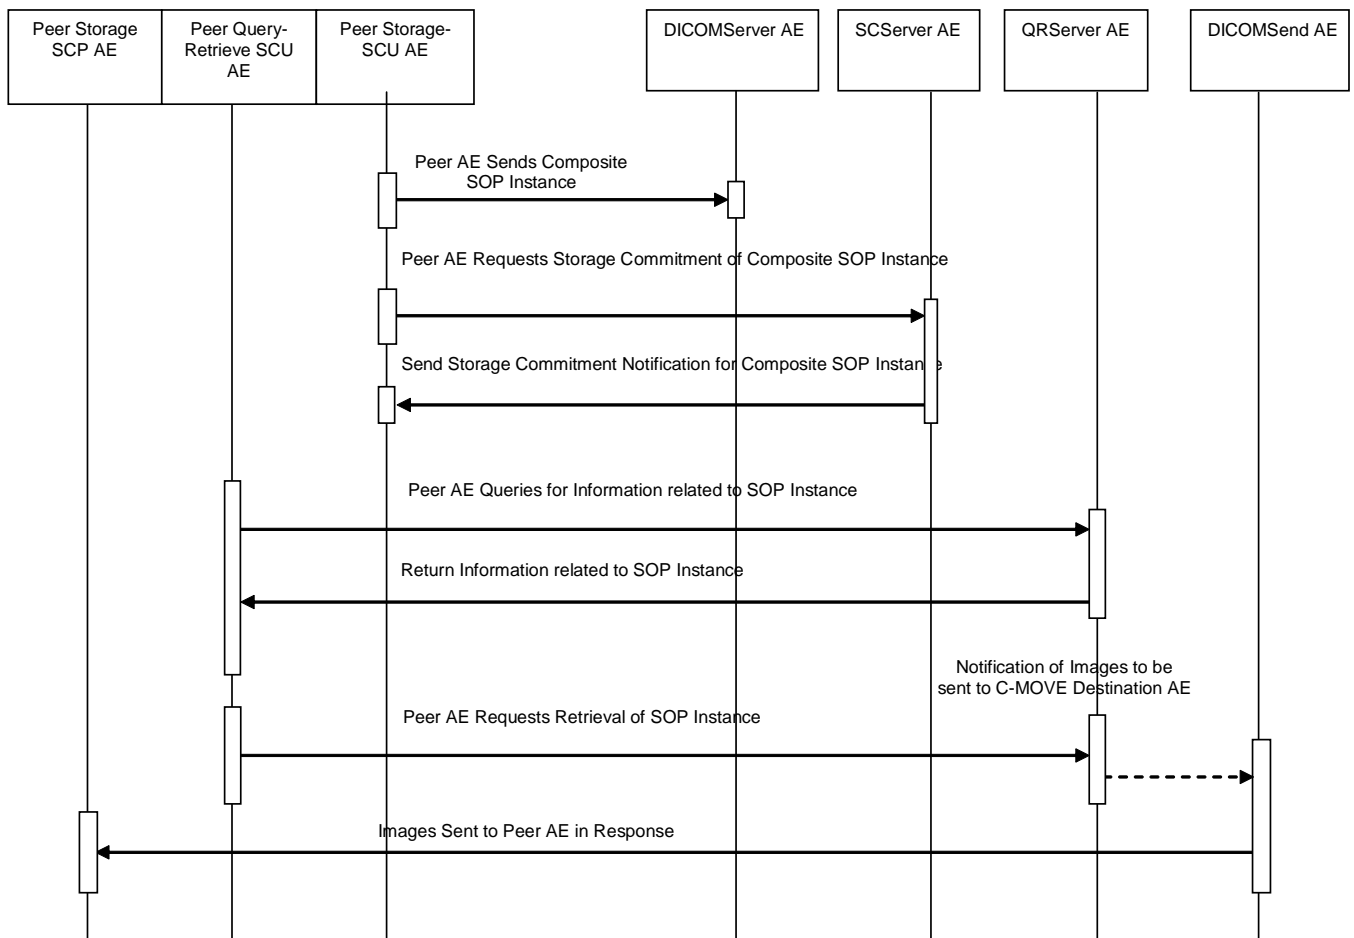 Peer Storage
SCP AE
Peer Query-
Retrieve SCU
AE
Peer Storage-
SCU AE
DICOMServer AE
SCServer AE
QRServer AE
DICOMSend AE
Peer AE Sends Composite
SOP Instance
Peer AE Requests Storage Commitment of Composite SOP Instance
Send Storage Commitment Notification for Composite SOP Instance
Peer AE Queries for Information related to SOP Instance
Return Information related to SOP Instance
Notification of Images to be
sent to C-MOVE Destination AE
Peer AE Requests Retrieval of SOP Instance
Images Sent to Peer AE in Response